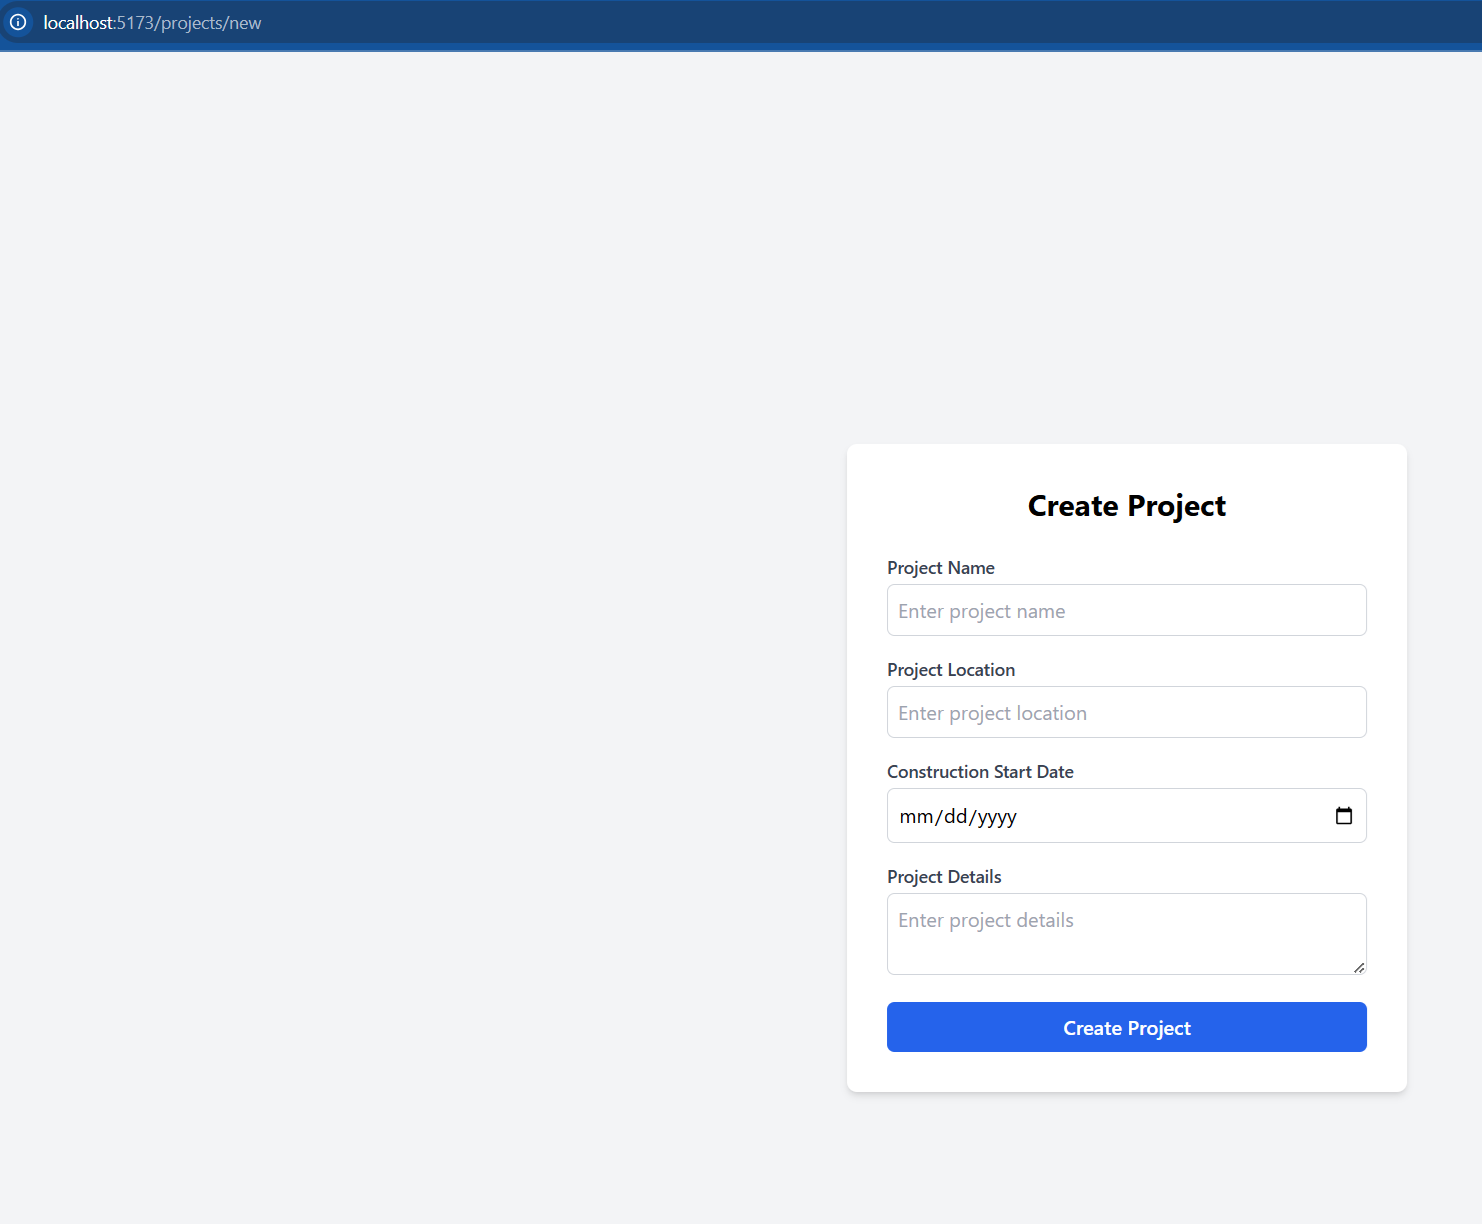 localhost:5173/projects/new
Create Project
Project Name
Enter project name
Project Location
Enter project location
Construction Start Date
mm/dd/yyyy
Project Details
Enter project details
Create Project